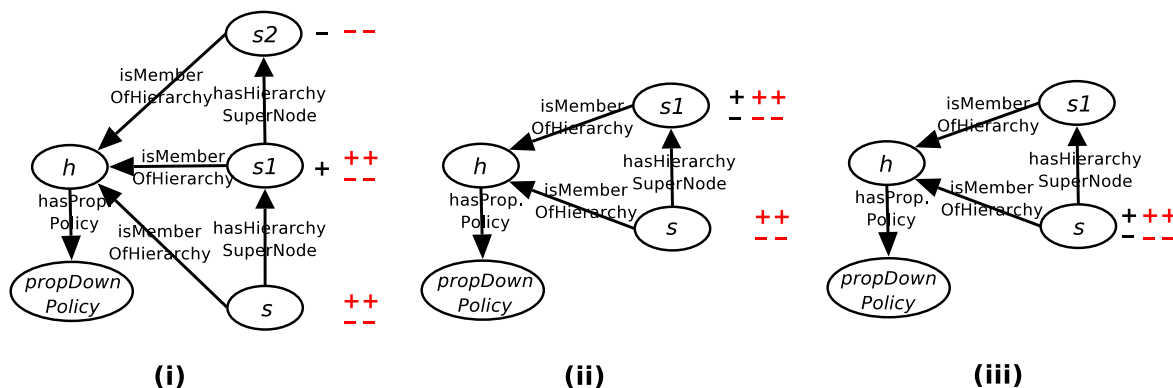 s2 − − −
isMember
OfHierarchy
hasHierarchy
SuperNode
h
isMember
OfHierarchy
s1 + + +
− −
hasProp.
Policy
isMember
OfHierarchy
hasHierarchy
SuperNode
propDown
Policy
s + +
− −
(i)
isMember
OfHierarchy
s1 + + +
− − −
h
hasHierarchy
SuperNode
hasProp.
Policy
isMember
OfHierarchy
s + +
− −
propDown
Policy
(ii)
isMember
OfHierarchy
s1
h
hasHierarchy
SuperNode
hasProp.
Policy
isMember
OfHierarchy
s + + +
− − −
propDown
Policy
(iii)